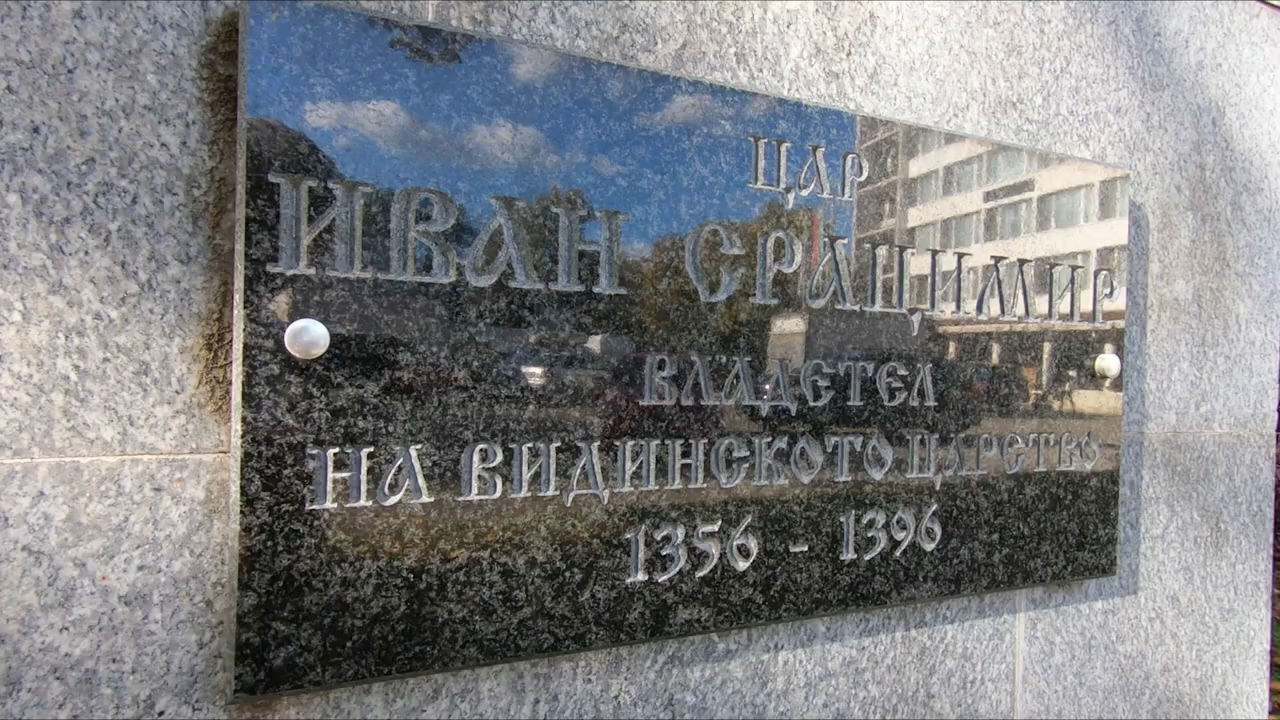 ЦАР
ИВАН СРАЦИМИР
ВЛАДЕТЕЛ
НА ВИДИНСКОТО ЦАРСТВО
1356 - 1396